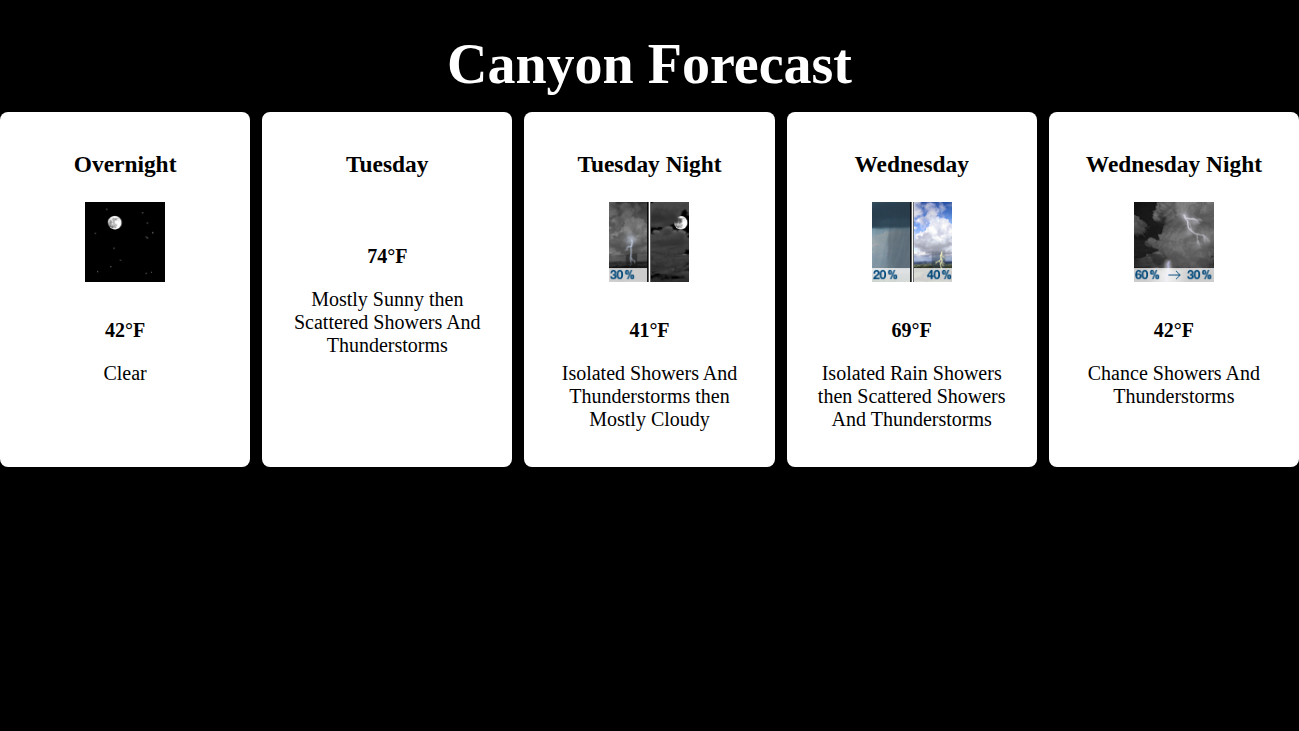 Canyon Forecast
Overnight
42°F
Clear
Tuesday
74°F
Mostly Sunny then
Scattered Showers And
Thunderstorms
Tuesday Night
30%
41°F
Isolated Showers And
Thunderstorms then
Mostly Cloudy
Wednesday
20% 40%
69°F
Isolated Rain Showers
then Scattered Showers
And Thunderstorms
Wednesday Night
60% → 30%
42°F
Chance Showers And
Thunderstorms